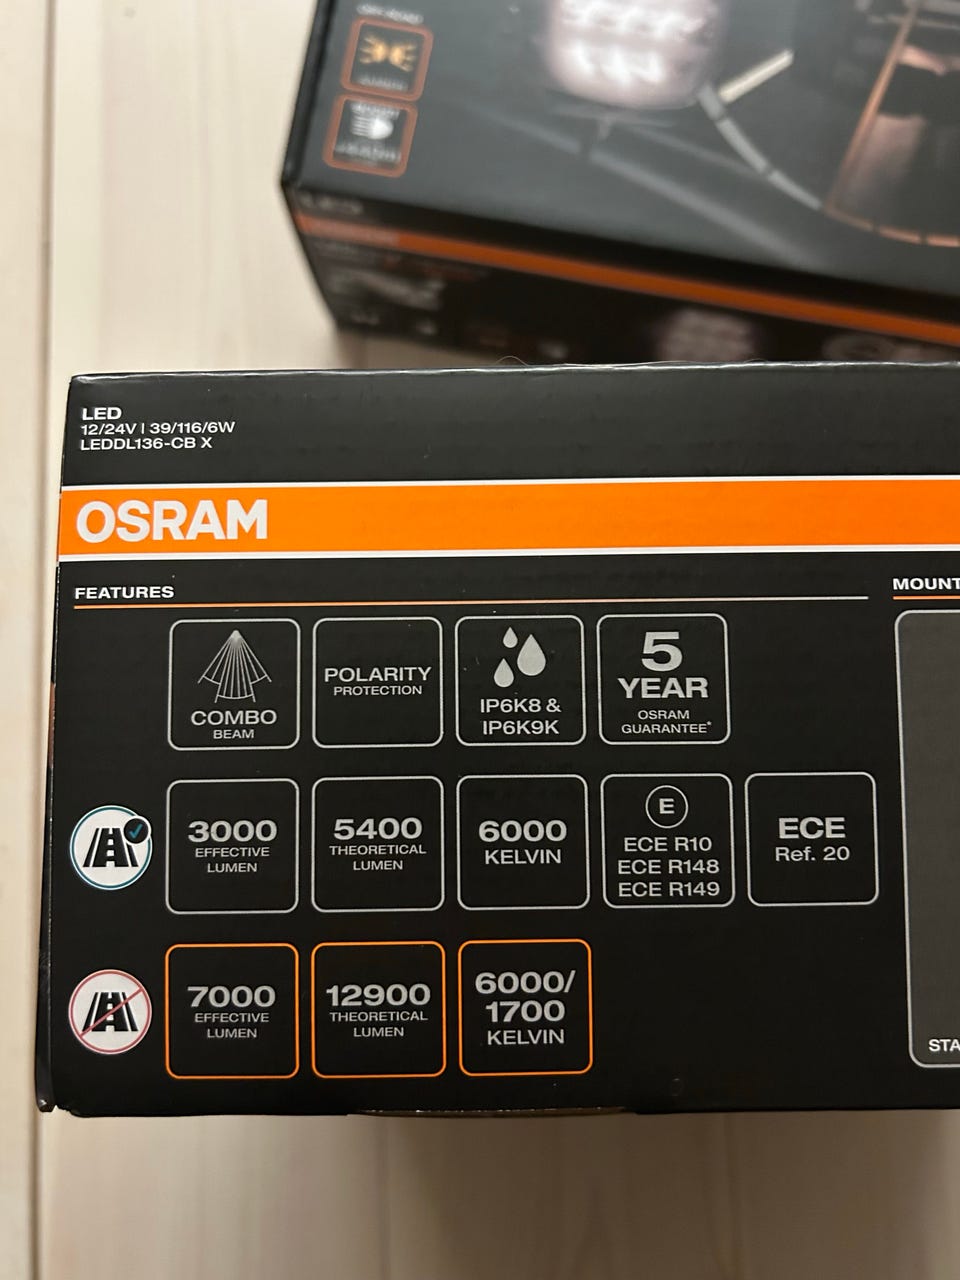 LED
12/24V | 39/116/6W
LEDDL136-CB X
OSRAM
FEATURES
MOUNT
COMBO
BEAM
POLARITY
PROTECTION
IP6K8 &
IP6K9K
5
YEAR
OSRAM
GUARANTEE*
3000
EFFECTIVE
LUMEN
5400
THEORETICAL
LUMEN
6000
KELVIN
E
ECE R10
ECE R148
ECE R149
ECE
Ref. 20
7000
EFFECTIVE
LUMEN
12900
THEORETICAL
LUMEN
6000/
1700
KELVIN
STA